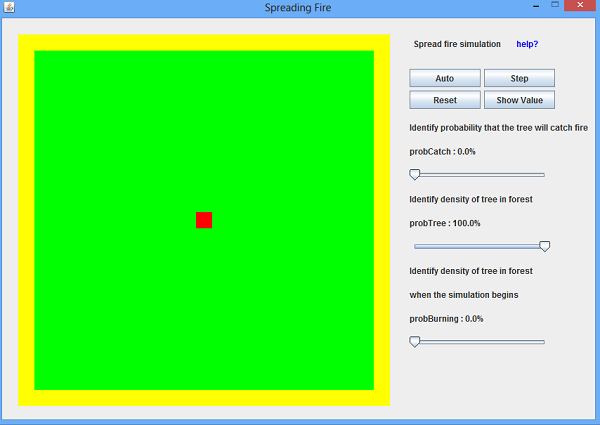 Spreading Fire
Spread fire simulation help?
Auto Step
Reset Show Value
Identify probability that the tree will catch fire
probCatch : 0.0%
Identify density of tree in forest
probTree : 100.0%
Identify density of tree in forest
when the simulation begins
probBurning : 0.0%